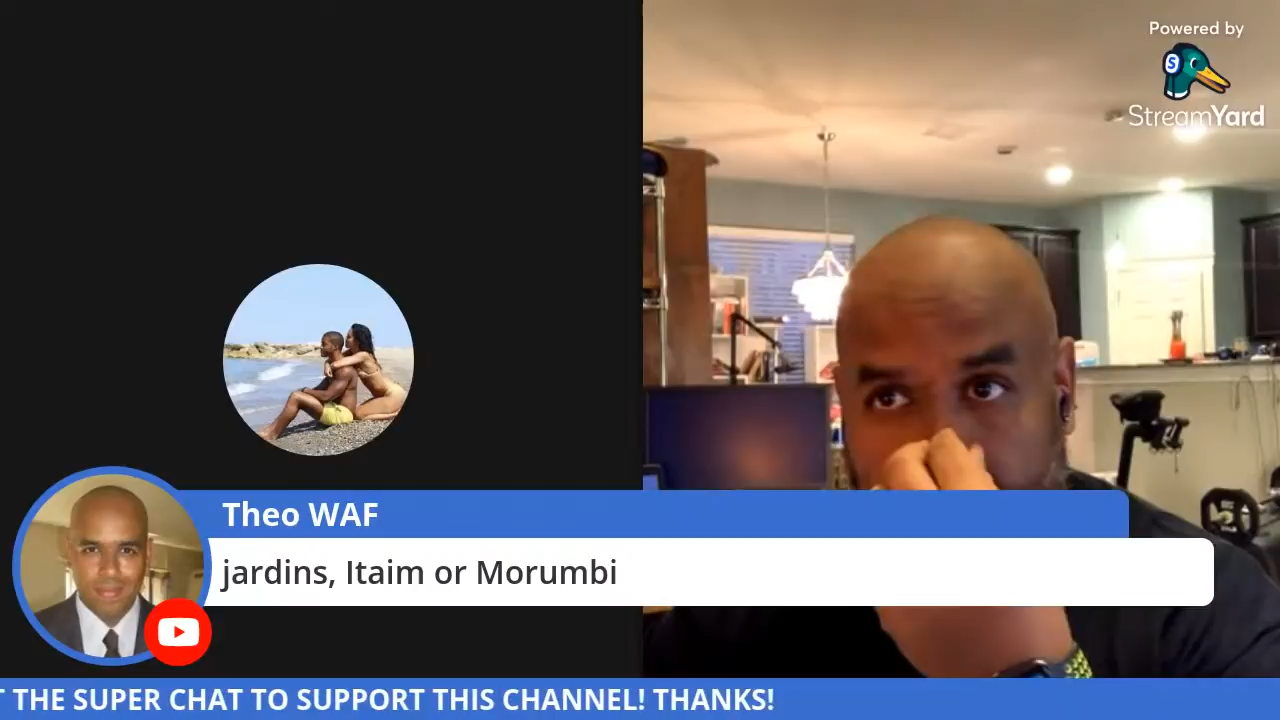 Powered by
S
StreamYard
Theo WAF
jardins, Itaim or Morumbi
THE SUPER CHAT TO SUPPORT THIS CHANNEL! THANKS!